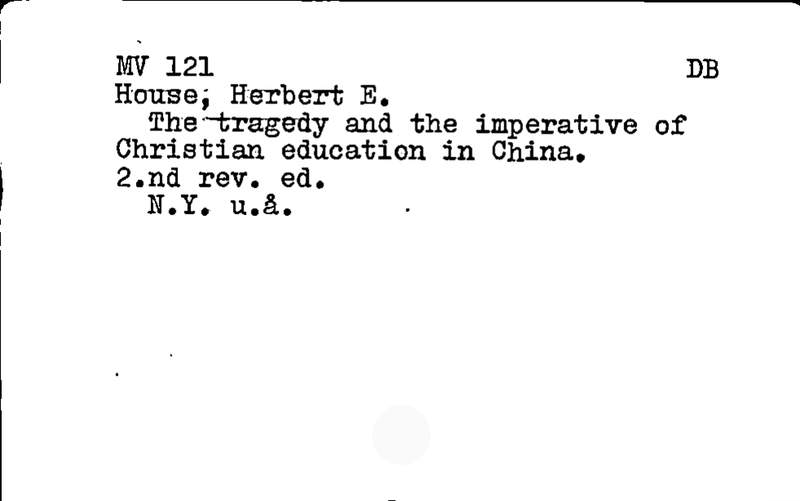 MV 121 DB
House, Herbert E.
The tragedy and the imperative of
Christian education in China.
2.nd rev. ed.
N.Y. u.å.